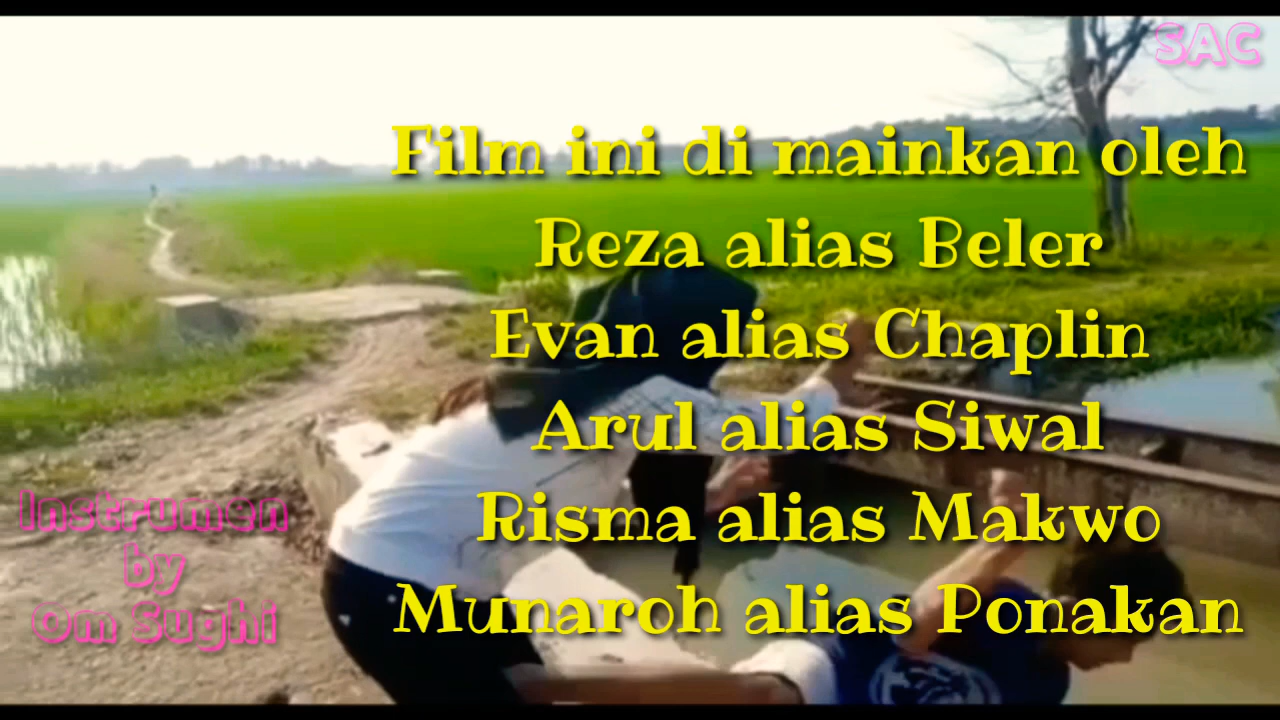 SAC
Film ini di mainkan oleh
Reza alias Beler
Evan alias Chaplin
Arul alias Siwal
Risma alias Makwo
Munaroh alias Ponakan
Instrumen
by
Om Sughi